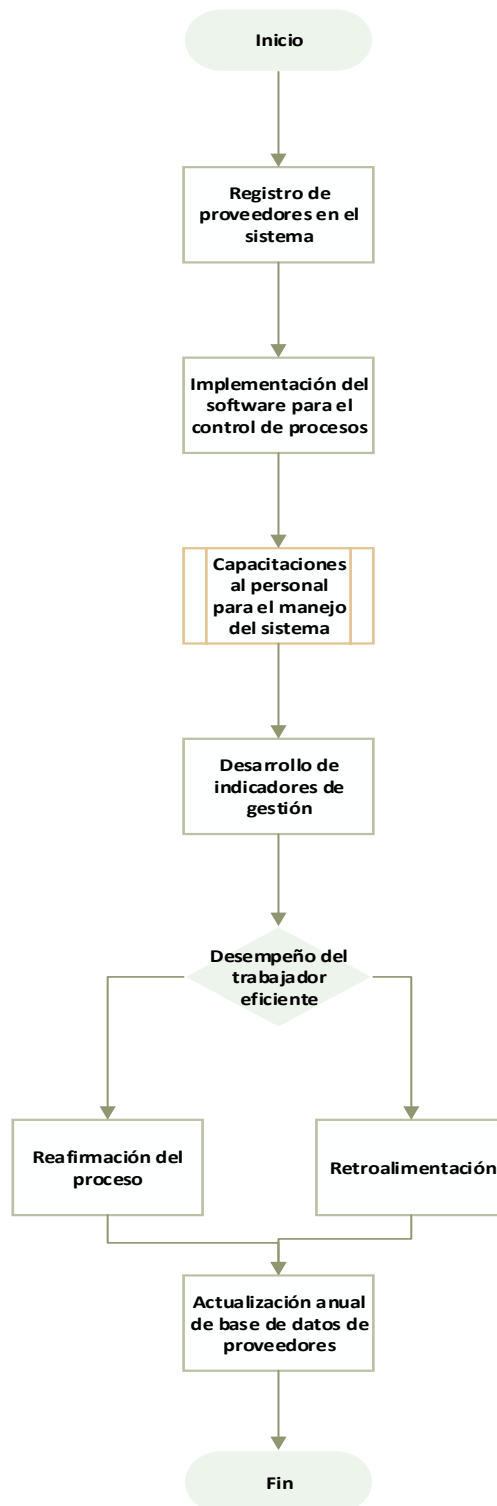 Inicio
Registro de
proveedores en el
sistema
Implementación del
software para el
control de procesos
Capacitaciones
al personal
para el manejo
del sistema
Desarrollo de
indicadores de
gestión
Desempeño del
trabajador
eficiente
Reafirmación del
proceso
Retroalimentación
Actualización anual
de base de datos de
proveedores
Fin